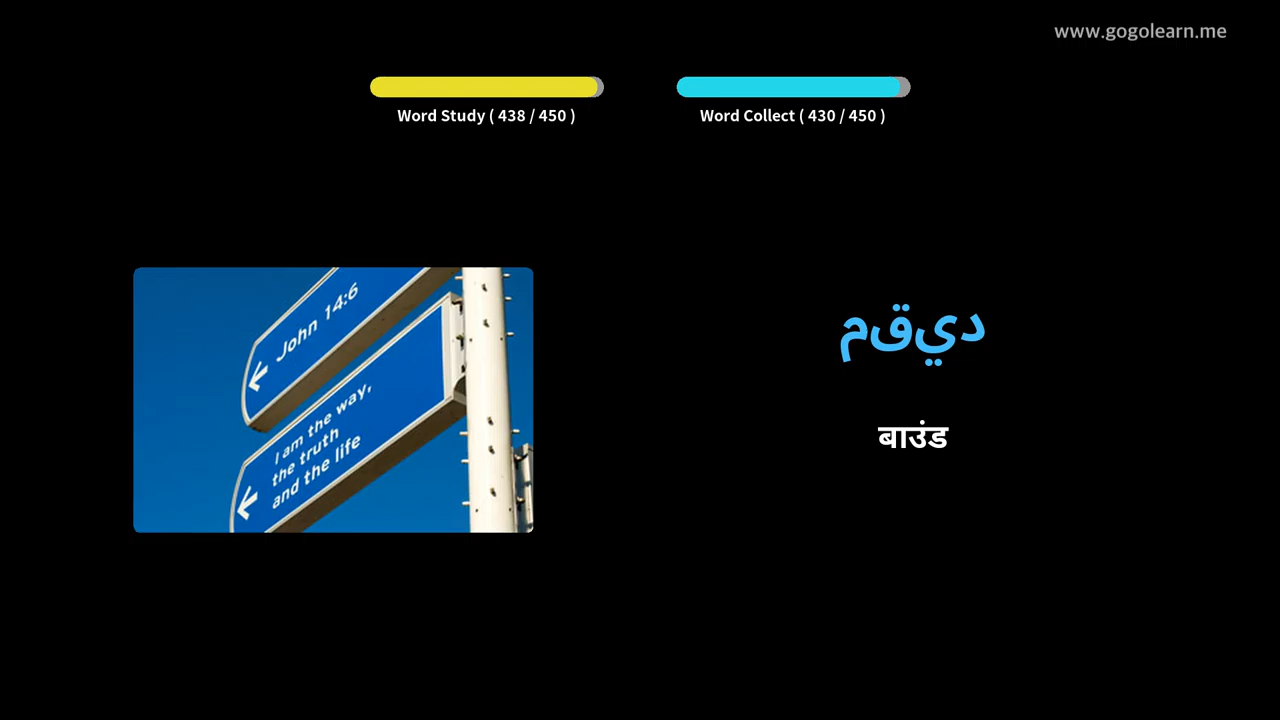 www.gogolearn.me
Word Study ( 438 / 450 )
Word Collect ( 430 / 450 )
John 14:6
I am the way,
the truth
and the life
ديقم
बाउंड